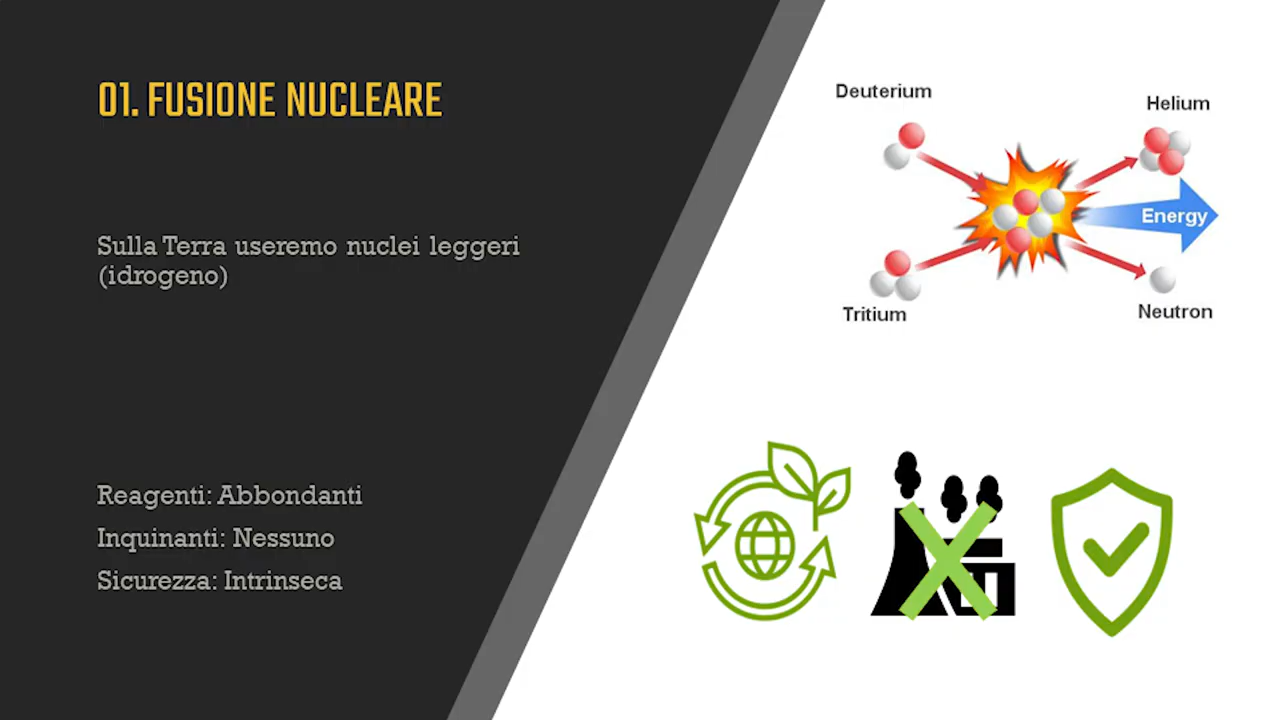 01. FUSIONE NUCLEARE
Sulla Terra useremo nuclei leggeri
(idrogeno)
Reagenti: Abbondanti
Inquinanti: Nessuno
Sicurezza: Intrinseca
Deuterium
Helium
Energy
Tritium
Neutron